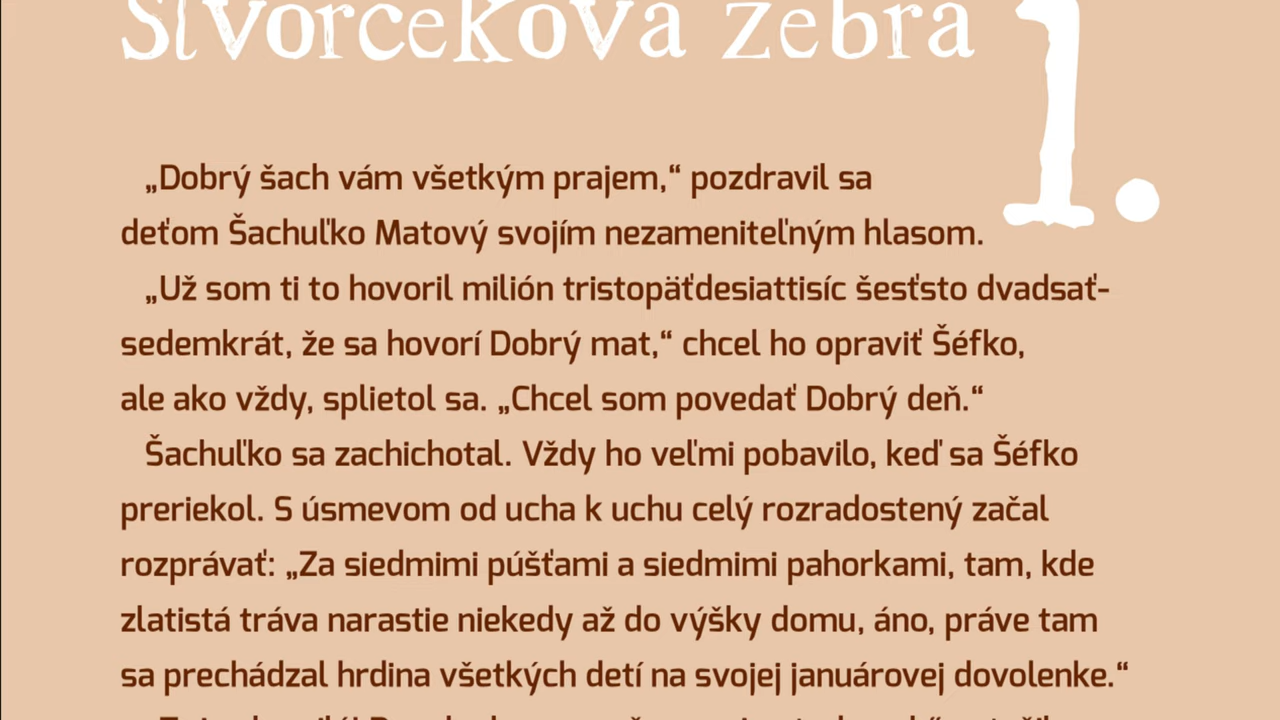 Štvorčekova zebra
1.
„Dobrý šach vám všetkým prajem,“ pozdravil sa
deťom Šachuľko Matový svojím nezameniteľným hlasom.
„Už som ti to hovoril milión tristopäťdesiattisíc šesťsto dvadsať-
sedemkrát, že sa hovorí Dobrý mat,“ chcel ho opraviť Šéfko,
ale ako vždy, splietol sa. „Chcel som povedať Dobrý deň.“
Šachuľko sa zachichotal. Vždy ho veľmi pobavilo, keď sa Šéfko
preriekol. S úsmevom od ucha k uchu celý rozradostený začal
rozprávať: „Za siedmimi púšťami a siedmimi pahorkami, tam, kde
zlatistá tráva narastie niekedy až do výšky domu, áno, práve tam
sa prechádzal hrdina všetkých detí na svojej januárovej dovolenke.“